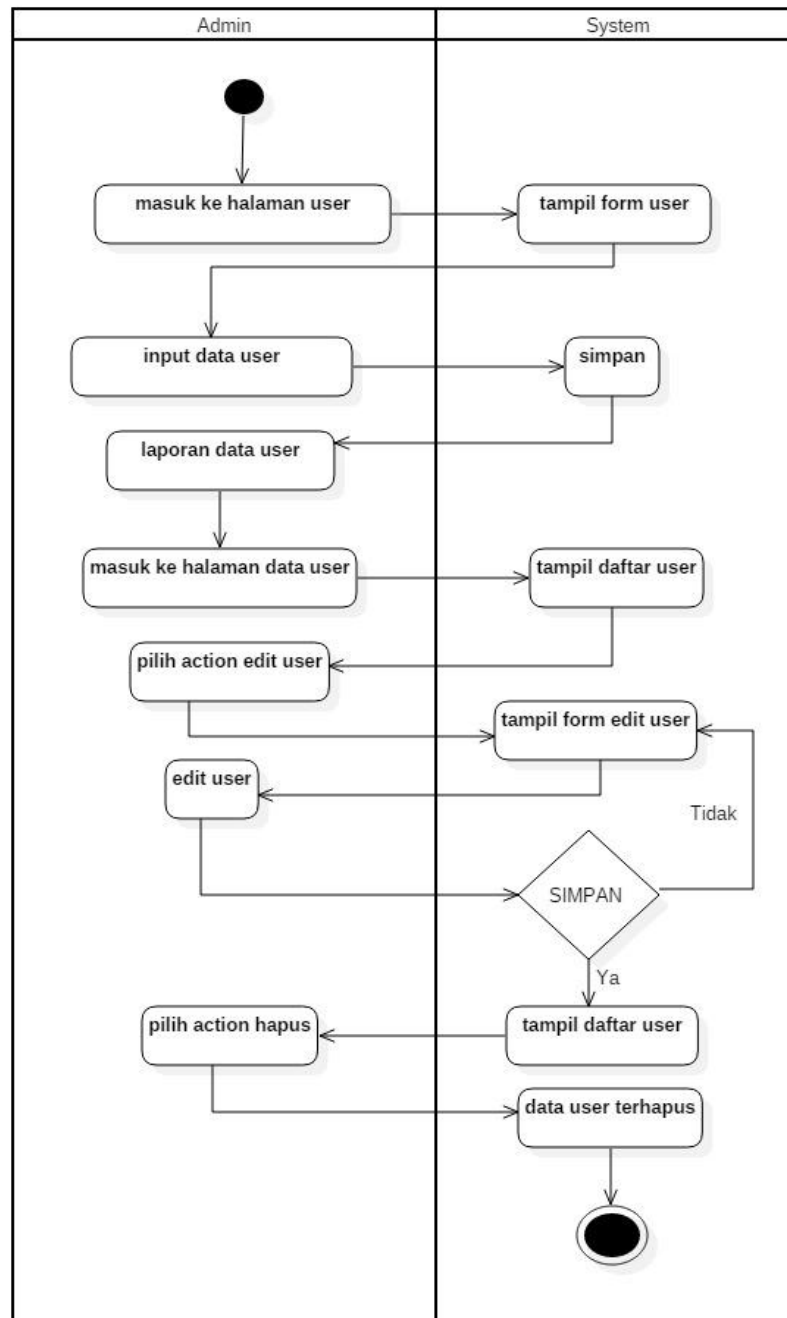 Admin
System
masuk ke halaman user
tampil form user
input data user
simpan
laporan data user
masuk ke halaman data user
tampil daftar user
pilih action edit user
tampil form edit user
edit user
Tidak
SIMPAN
Ya
pilih action hapus
tampil daftar user
data user terhapus